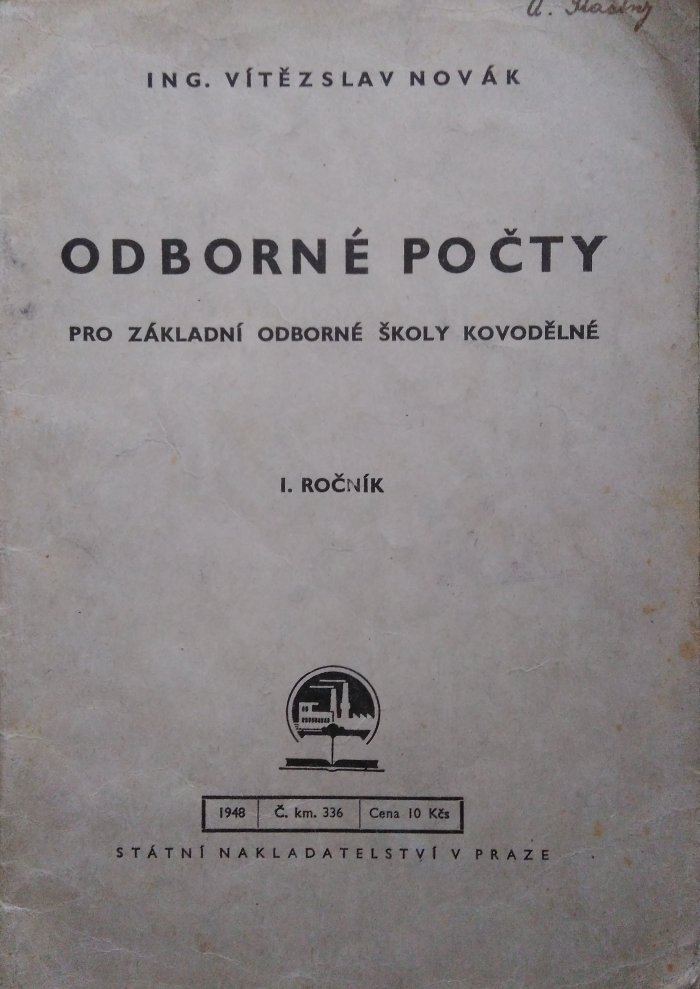 ING. VÍTĚZSLAV NOVÁK
ODBORNÉ POČTY
PRO ZÁKLADNÍ ODBORNÉ ŠKOLY KOVODĚLNÉ
I. ROČNÍK
1948 Č. km. 336 Cena 10 Kčs
STÁTNÍ NAKLADATELSTVÍ V PRAZE